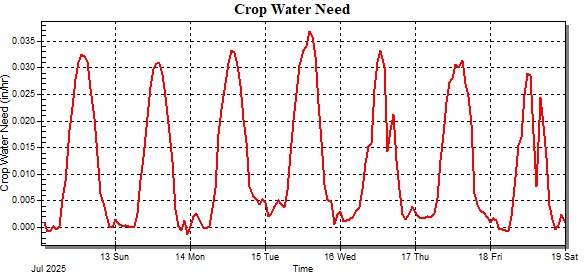 Crop Water Need
Crop Water Need (in/hr)
0.035
0.030
0.025
0.020
0.015
0.010
0.005
0.000
13 Sun 14 Mon 15 Tue 16 Wed 17 Thu 18 Fri 19 Sat
Jul 2025 Time